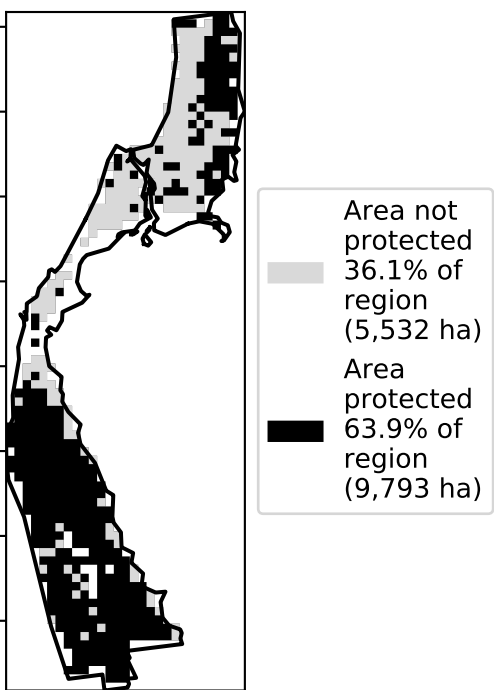 Area not
protected
36.1% of
region
(5,532 ha)
Area
protected
63.9% of
region
(9,793 ha)